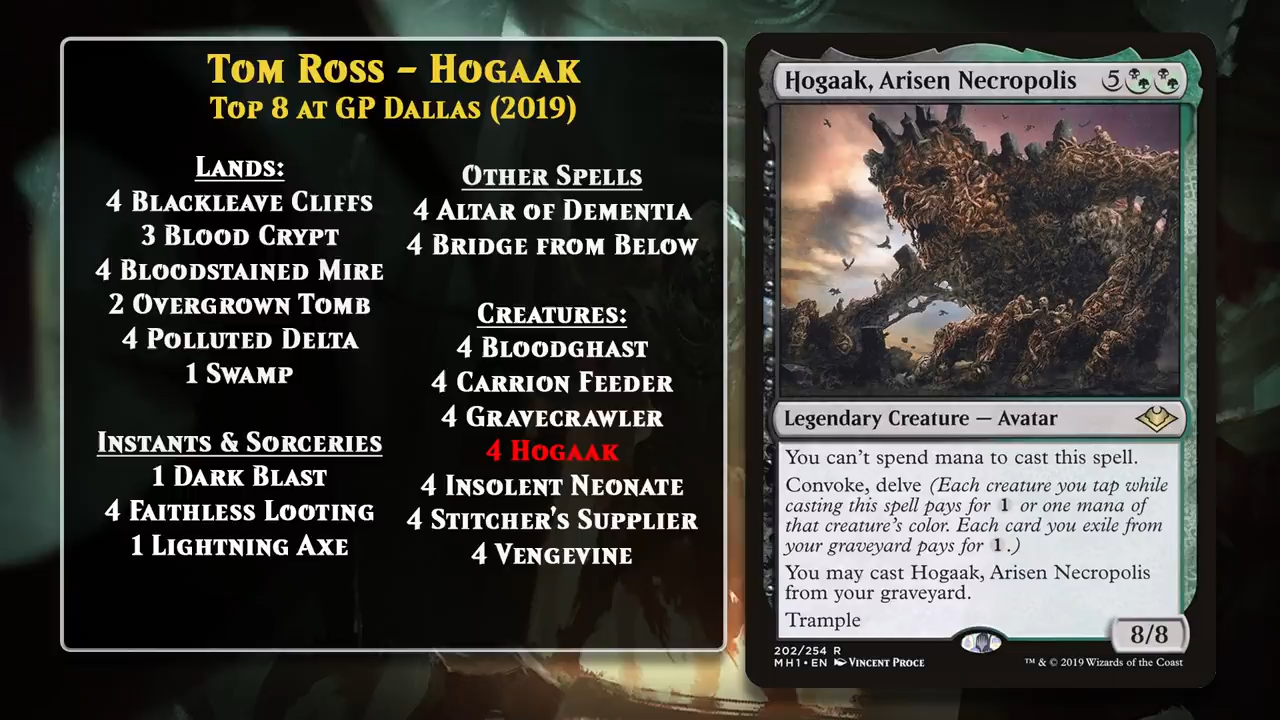 Tom Ross – Hogaak
Top 8 at GP Dallas (2019)
Lands:
4 Blackleave Cliffs
3 Blood Crypt
4 Bloodstained Mire
2 Overgrown Tomb
4 Polluted Delta
1 Swamp
Instants & Sorceries
1 Dark Blast
4 Faithless Looting
1 Lightning Axe
Other Spells
4 Altar of Dementia
4 Bridge from Below
Creatures:
4 Bloodghast
4 Carrion Feeder
4 Gravecrawler
4 Hogaak
4 Insolent Neonate
4 Stitcher's Supplier
4 Vengevine
Hogaak, Arisen Necropolis 5
Legendary Creature — Avatar
You can't spend mana to cast this spell.
Convoke, delve (Each creature you tap while
casting this spell pays for 1 or one mana of
that creature's color. Each card you exile from
your graveyard pays for 1.)
You may cast Hogaak, Arisen Necropolis
from your graveyard.
Trample
8/8
202/254 R
MH1 • EN Vincent Proce
™ & © 2019 Wizards of the Coast